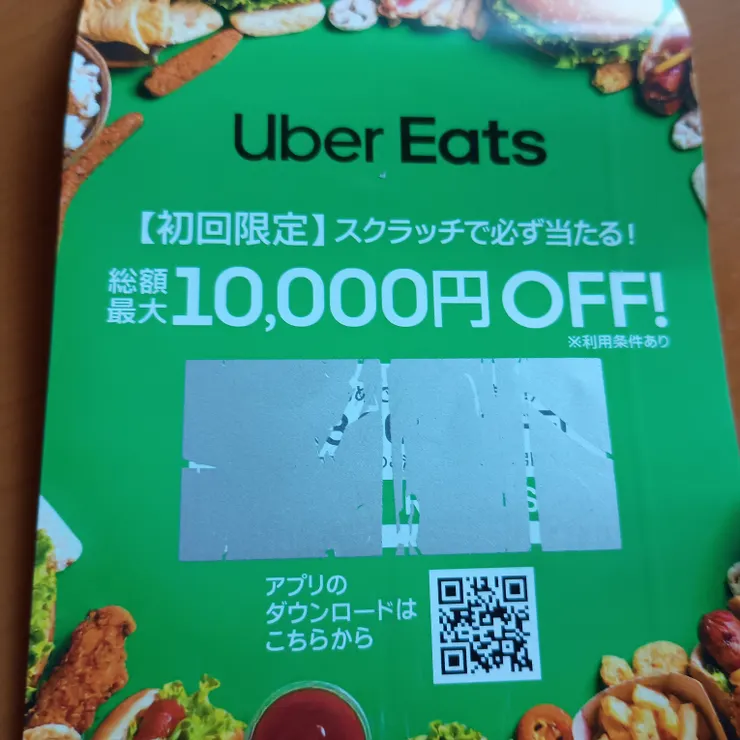 Uber Eats
【初回限定】スクラッチで必ず当たる!
総額
最大10,000円OFF!
※利用条件あり
アプリの
ダウンロードは
こちらから